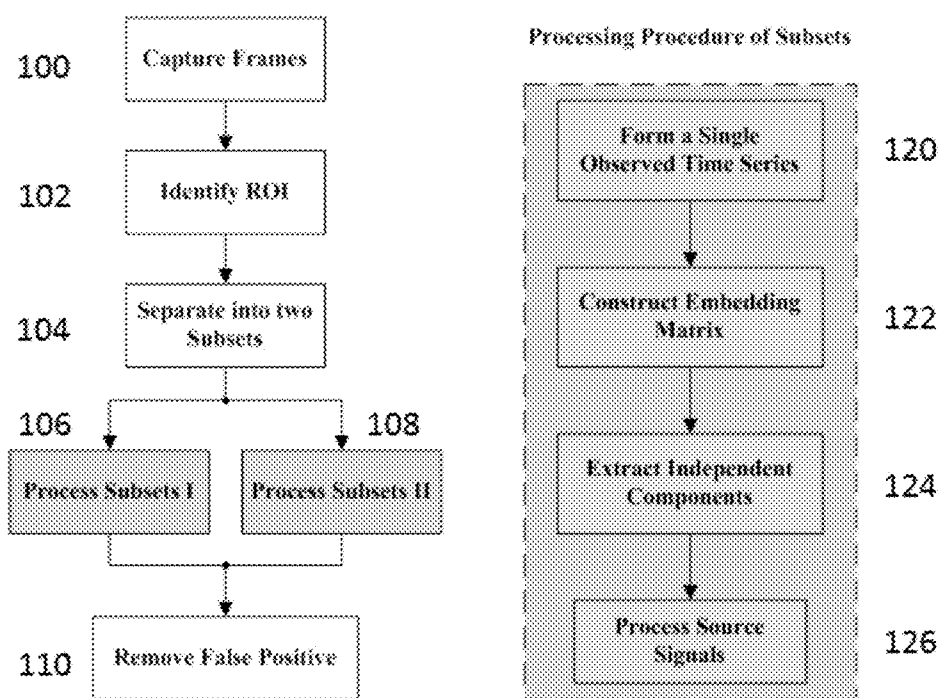 100
Capture Frames
102
Identify ROI
104
Separate into two
Subsets
106
108
Process Subsets I
Process Subsets II
110
Remove False Positive
Processing Procedure of Subsets
Form a Single
Observed Time Series
120
Construct Embedding
Matrix
122
Extract Independent
Components
124
Process Source
Signals
126